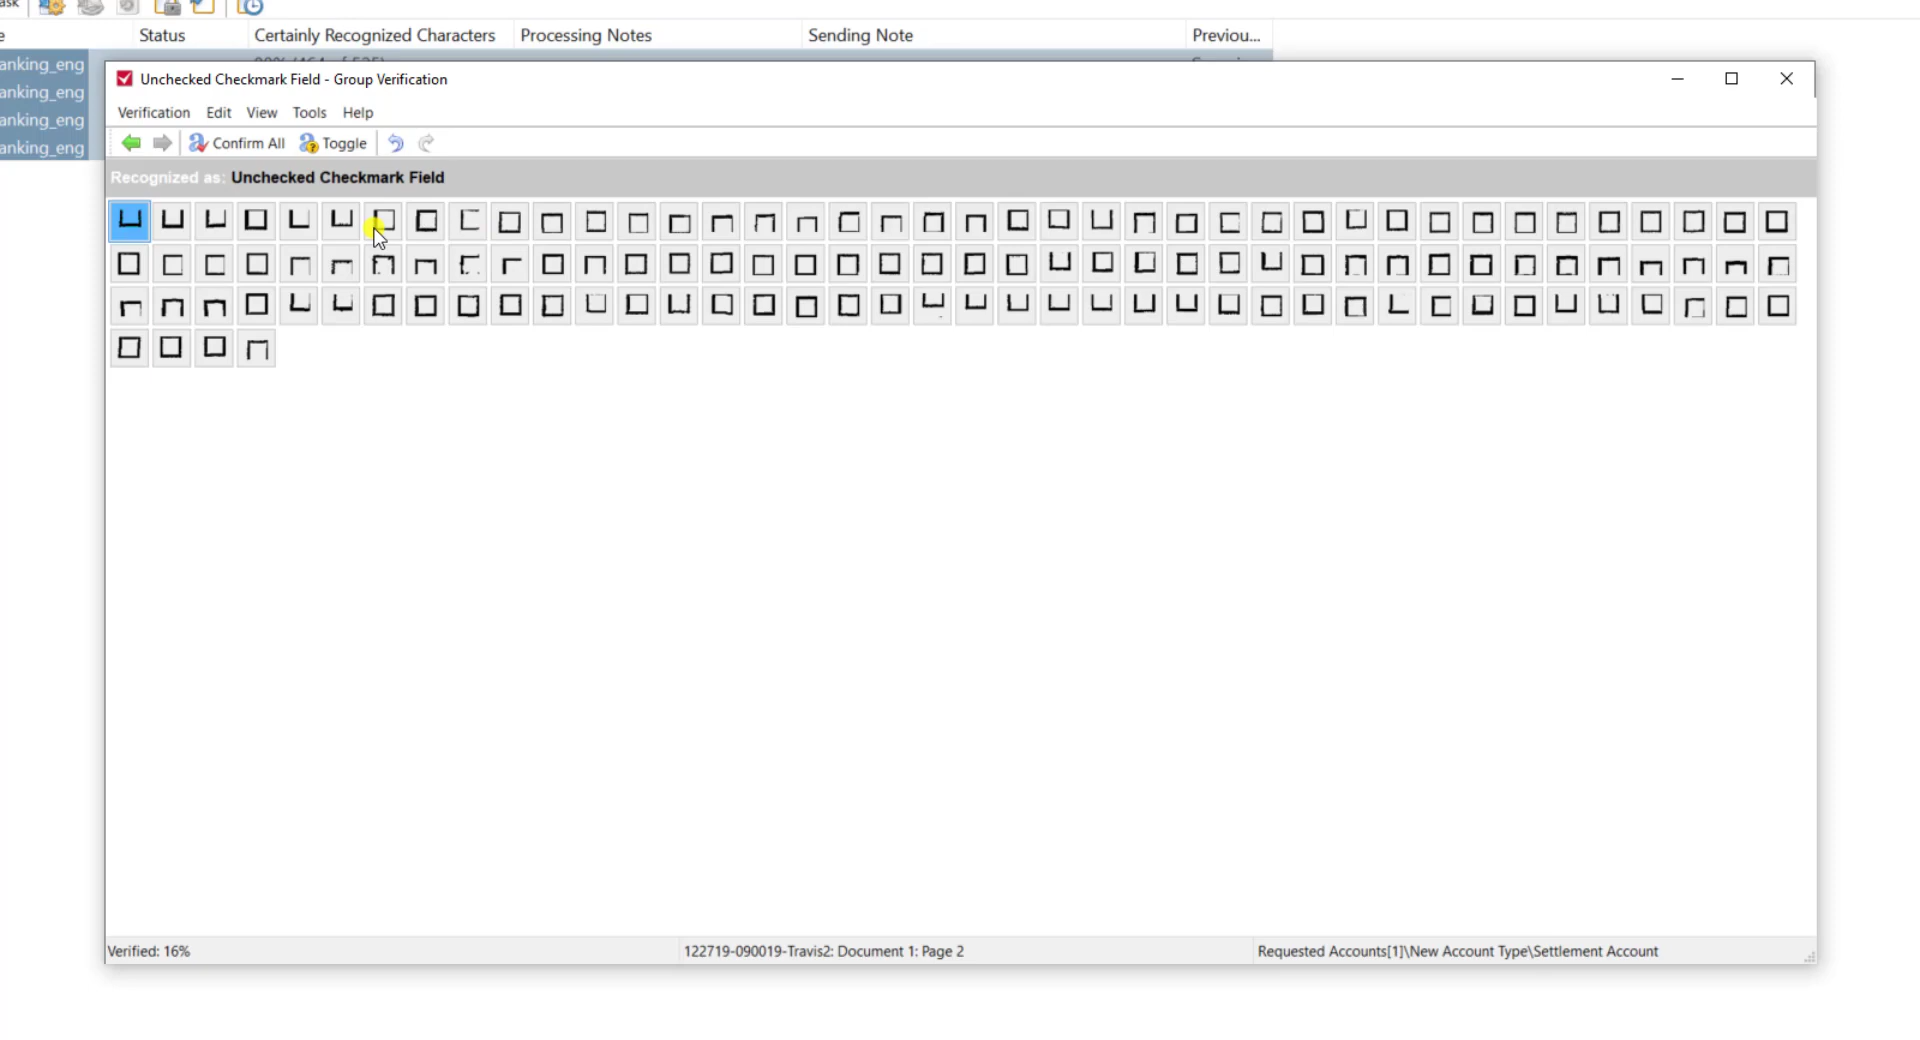 ask
e Status Certainly Recognized Characters Processing Notes Sending Note Previou...
anking_eng
anking_eng
anking_eng
anking_eng
Unchecked Checkmark Field - Group Verification
Verification Edit View Tools Help
Confirm All Toggle
Recognized as: Unchecked Checkmark Field
Verified: 16% 122719-090019-Travis2: Document 1: Page 2 Requested Accounts[1]\New Account Type\Settlement Account